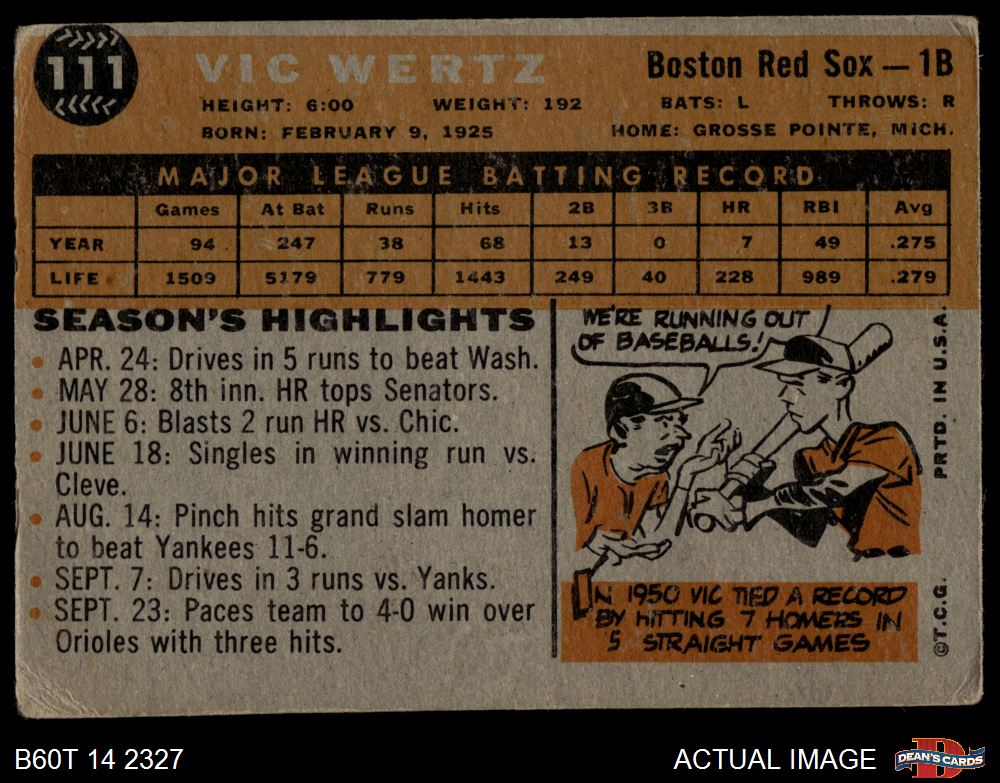 111
VIC WERTZ
Boston Red Sox — 1B
HEIGHT: 6:00 WEIGHT: 192 BATS: L THROWS: R
BORN: FEBRUARY 9, 1925 HOME: GROSSE POINTE, MICH.
MAJOR LEAGUE BATTING RECORD
Games At Bat Runs Hits 2B 3B HR RBI Avg
YEAR 94 247 38 68 13 0 7 49 .275
LIFE 1509 5179 779 1443 249 40 228 989 .279
SEASON'S HIGHLIGHTS
• APR. 24: Drives in 5 runs to beat Wash.
• MAY 28: 8th inn. HR tops Senators.
• JUNE 6: Blasts 2 run HR vs. Chic.
• JUNE 18: Singles in winning run vs.
Cleve.
• AUG. 14: Pinch hits grand slam homer
to beat Yankees 11-6.
• SEPT. 7: Drives in 3 runs vs. Yanks.
• SEPT. 23: Paces team to 4-0 win over
Orioles with three hits.
WE'RE RUNNING OUT
OF BASEBALLS!
IN 1950 VIC TIED A RECORD
BY HITTING 7 HOMERS IN
5 STRAIGHT GAMES
©T.C.G. PRTD. IN U.S.A.
B60T 14 2327
ACTUAL IMAGE
DEAN'S CARDS